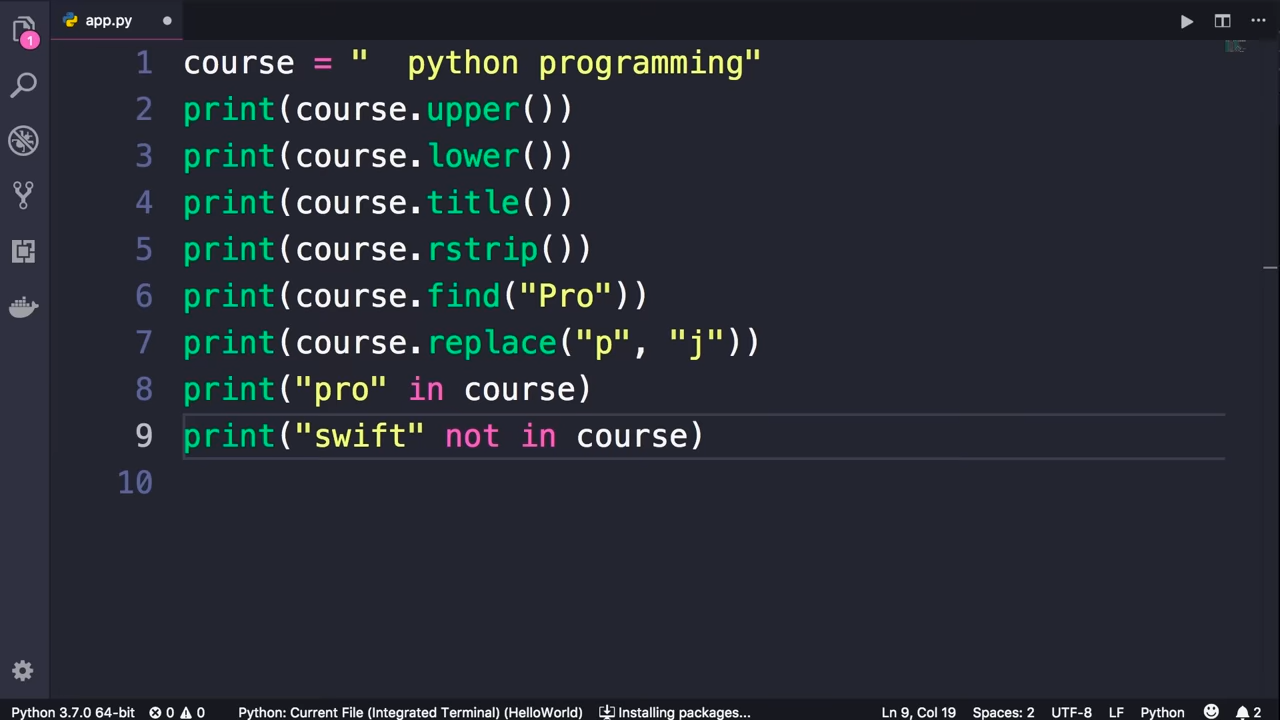 app.py
1
1 course = "  python programming"
2 print(course.upper())
3 print(course.lower())
4 print(course.title())
5 print(course.rstrip())
6 print(course.find("Pro"))
7 print(course.replace("p", "j"))
8 print("pro" in course)
9 print("swift" not in course)
10
Python 3.7.0 64-bit 0 0 Python: Current File (Integrated Terminal) (HelloWorld) Installing packages... Ln 9, Col 19 Spaces: 2 UTF-8 LF Python 2